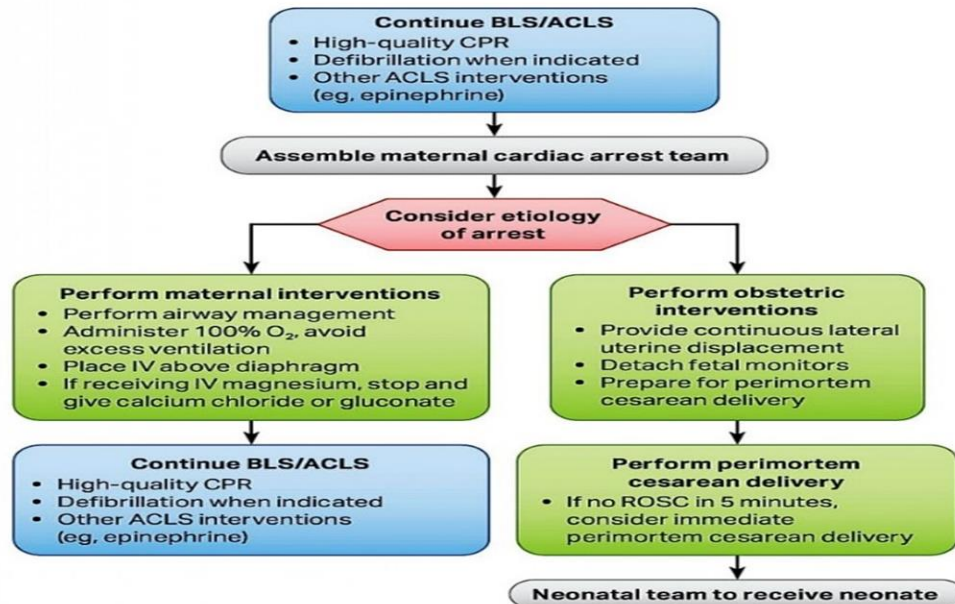 Continue BLS/ACLS
• High-quality CPR
• Defibrillation when indicated
• Other ACLS interventions
(eg, epinephrine)
Assemble maternal cardiac arrest team
Consider etiology
of arrest
Perform maternal interventions
• Perform airway management
• Administer 100% O₂, avoid
excess ventilation
• Place IV above diaphragm
• If receiving IV magnesium, stop and
give calcium chloride or gluconate
Continue BLS/ACLS
• High-quality CPR
• Defibrillation when indicated
• Other ACLS interventions
(eg, epinephrine)
Perform obstetric
interventions
• Provide continuous lateral
uterine displacement
• Detach fetal monitors
• Prepare for perimortem
cesarean delivery
Perform perimortem
cesarean delivery
• If no ROSC in 5 minutes,
consider immediate
perimortem cesarean delivery
Neonatal team to receive neonate